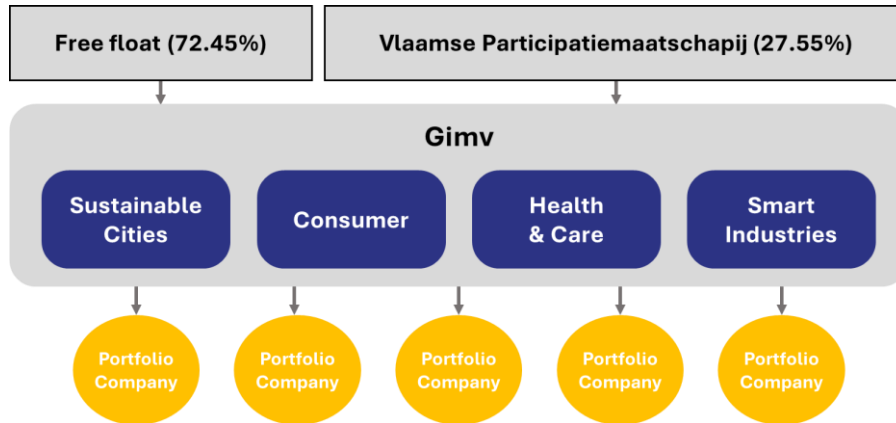 Free float (72.45%)
Vlaamse Participatiemaatschapij (27.55%)
Gimv
Sustainable
Cities
Consumer
Health
& Care
Smart
Industries
Portfolio
Company
Portfolio
Company
Portfolio
Company
Portfolio
Company
Portfolio
Company